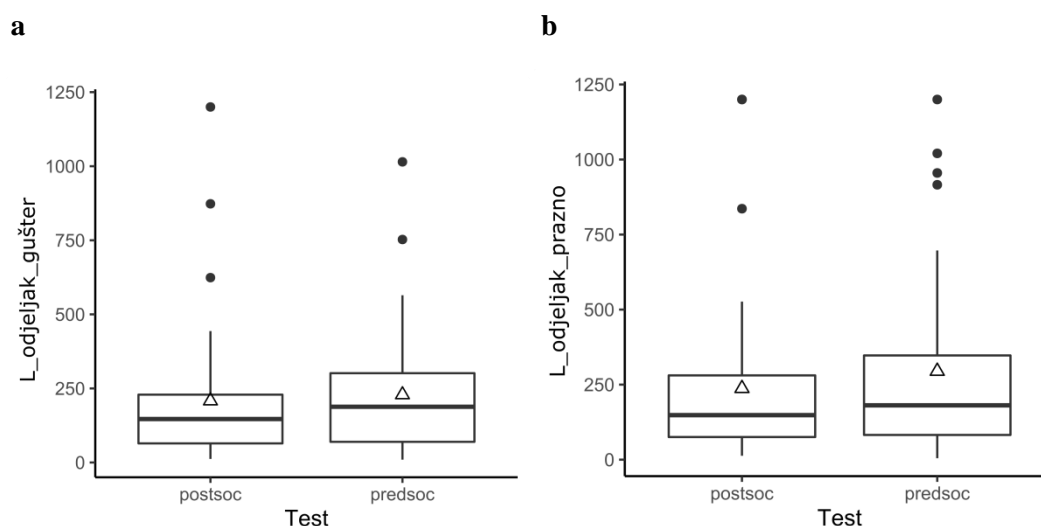 a
1250
1000
750
500
250
0
L_odjeljak_gušter
postsoc
predsoc
Test
b
1250
1000
750
500
250
0
L_odjeljak_prazno
postsoc
predsoc
Test